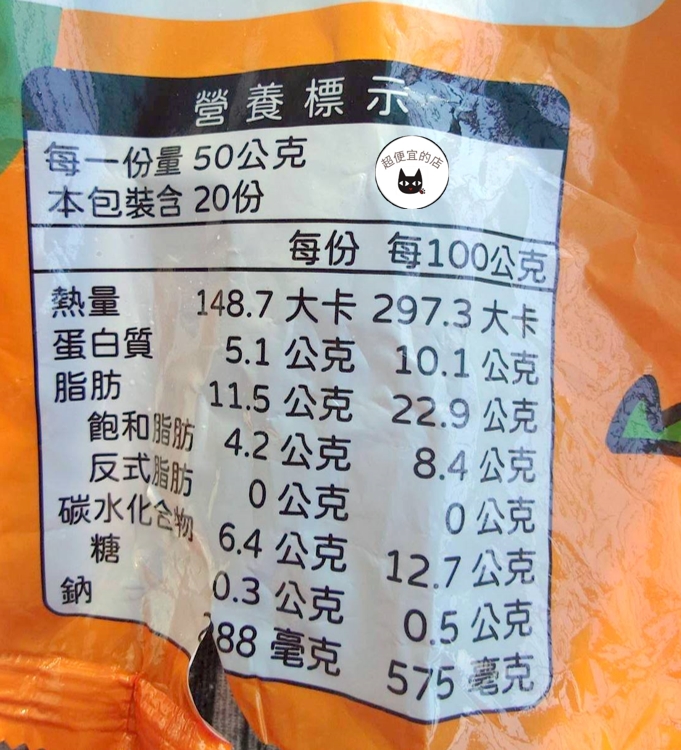 營養標示
每一份量 50公克
超便宜的店
本包裝含 20份
每份 每100公克
熱量 148.7 大卡 297.3 大卡
蛋白質 5.1 公克 10.1 公克
脂肪 11.5 公克 22.9 公克
飽和脂肪 4.2 公克 8.4 公克
反式脂肪 0 公克 0 公克
碳水化合物 6.4 公克 12.7 公克
糖 0.3 公克 0.5 公克
鈉 288 毫克 575 毫克